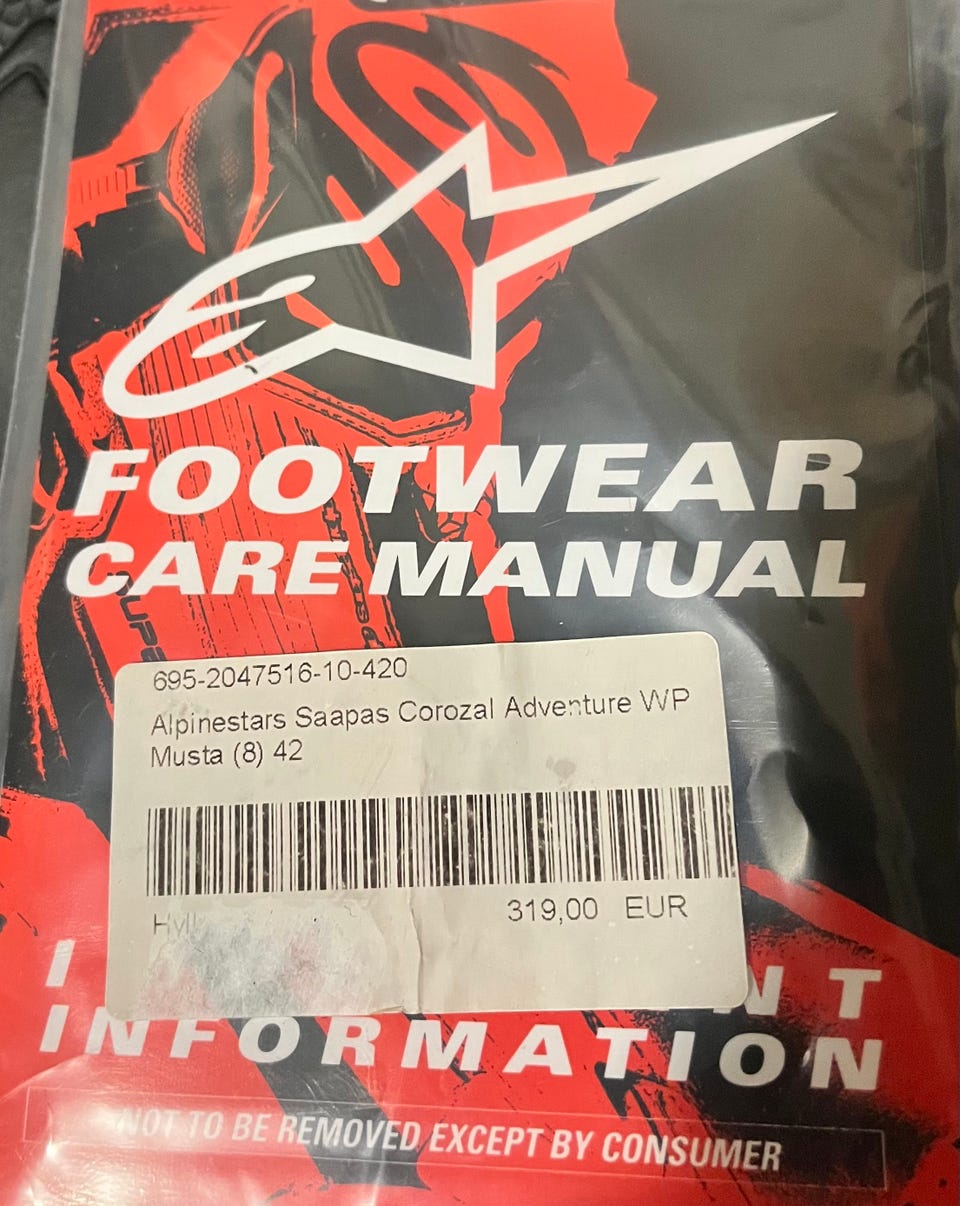 FOOTWEAR
CARE MANUAL
695-2047516-10-420
Alpinestars Saapas Corozal Adventure WP
Musta (8) 42
319,00 EUR
INFORMATION
NOT TO BE REMOVED EXCEPT BY CONSUMER